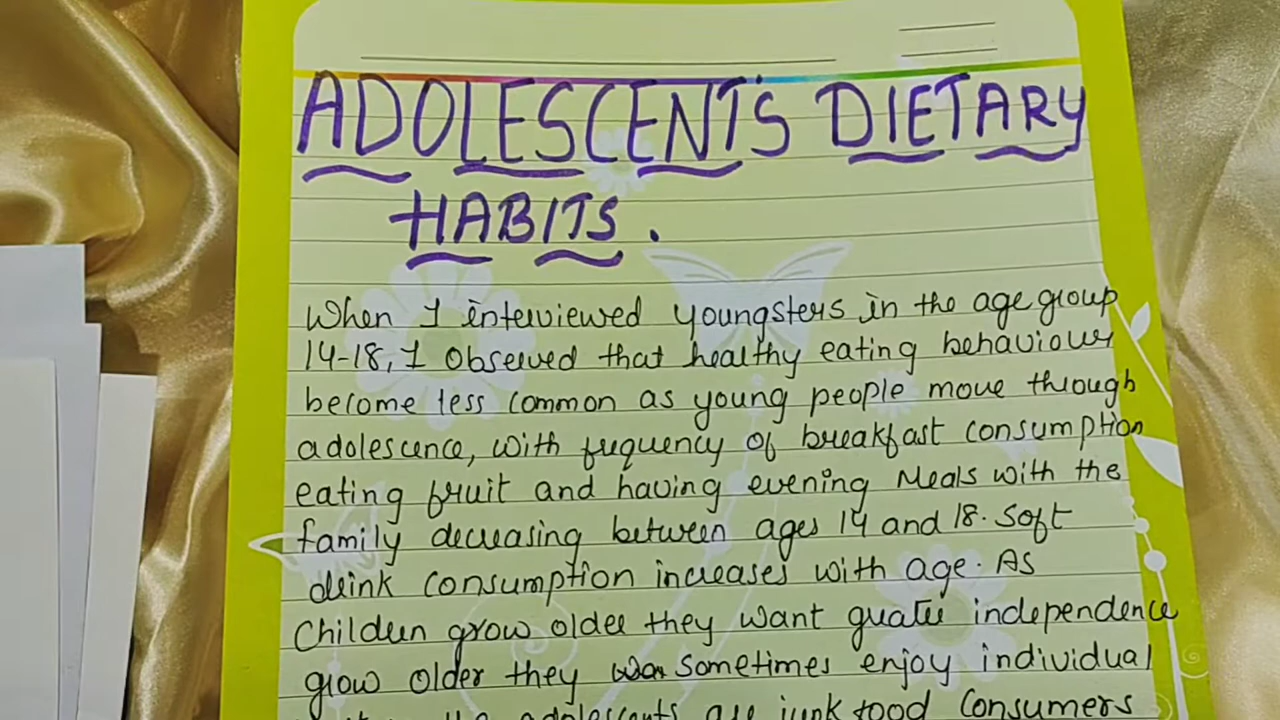 ADOLESCENT'S DIETARY
HABITS.
When I interviewed youngsters in the age group
14-18, I observed that healthy eating behaviour
become less common as young people move through
adolescence, with frequency of breakfast consumption
eating fruit and having evening Meals with the
family decreasing between ages 14 and 18. Soft
drink consumption increases with age. As
Children grow older they want greater independence
grow older they sometimes enjoy individual
adolescents are junk food consumers